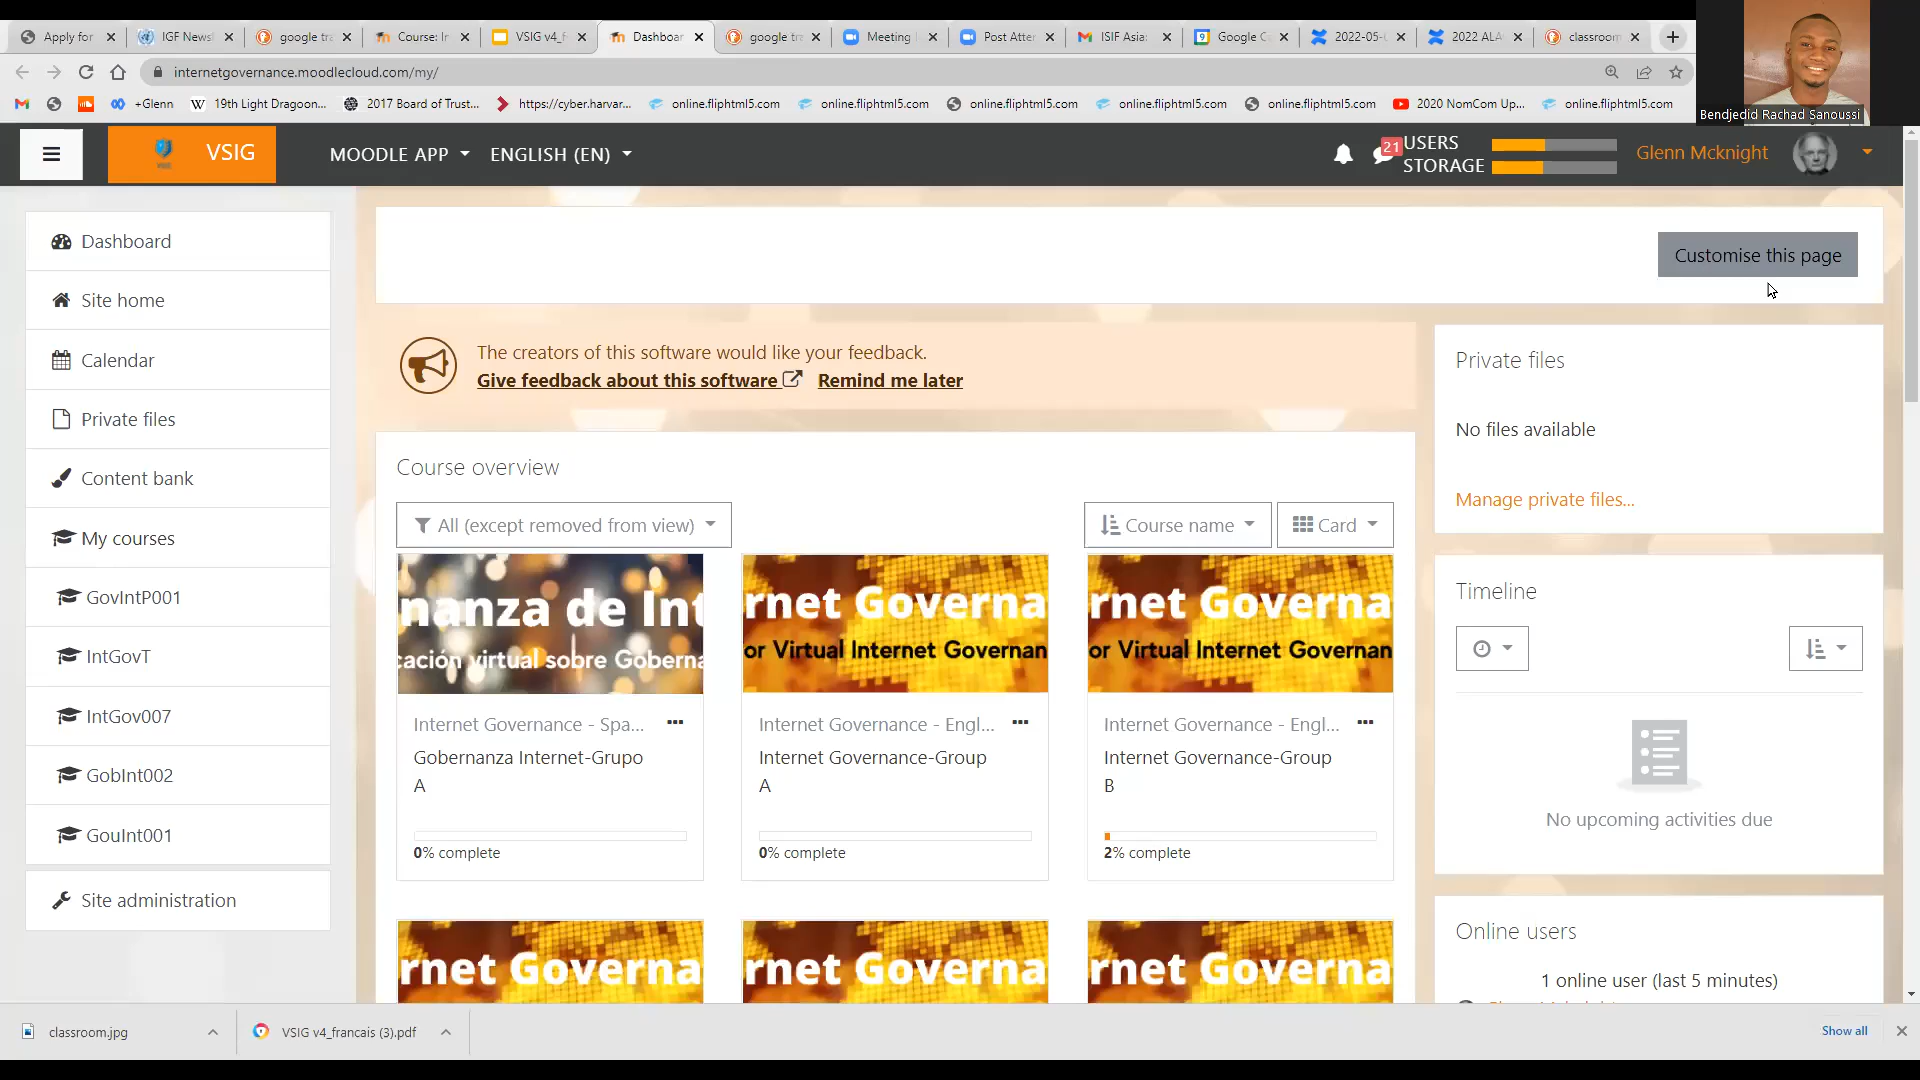 Apply for
IGF News
google tra
Course: In
VSIG v4_f
Dashboar
google tra
Meeting
Post Atter
ISIF Asia:
Google C
2022-05-
2022 ALA
classroom
Bendjedid Rachad Sanoussi
internetgovernance.moodlecloud.com/my/
+Glenn
19th Light Dragoon...
2017 Board of Trust...
https://cyber.harvar...
online.fliphtml5.com
online.fliphtml5.com
online.fliphtml5.com
online.fliphtml5.com
online.fliphtml5.com
2020 NomCom Up...
online.fliphtml5.com
VSIG
MOODLE APP
ENGLISH (EN)
21
USERS
STORAGE
Glenn Mcknight
Dashboard
Site home
Calendar
Private files
Content bank
My courses
GovIntP001
IntGovT
IntGov007
GobInt002
GouInt001
Site administration
Customise this page
The creators of this software would like your feedback.
Give feedback about this software
Remind me later
Course overview
All (except removed from view)
Course name
Card
nanza de Int
cación virtual sobre Goberna
Internet Governance - Spa...
Gobernanza Internet-Grupo
A
0% complete
rnet Governa
or Virtual Internet Governan
Internet Governance - Engl...
Internet Governance-Group
A
0% complete
rnet Governa
or Virtual Internet Governan
Internet Governance - Engl...
Internet Governance-Group
B
2% complete
rnet Governa
rnet Governa
rnet Governa
Private files
No files available
Manage private files...
Timeline
No upcoming activities due
Online users
1 online user (last 5 minutes)
classroom.jpg
VSIG v4_francais (3).pdf
Show all